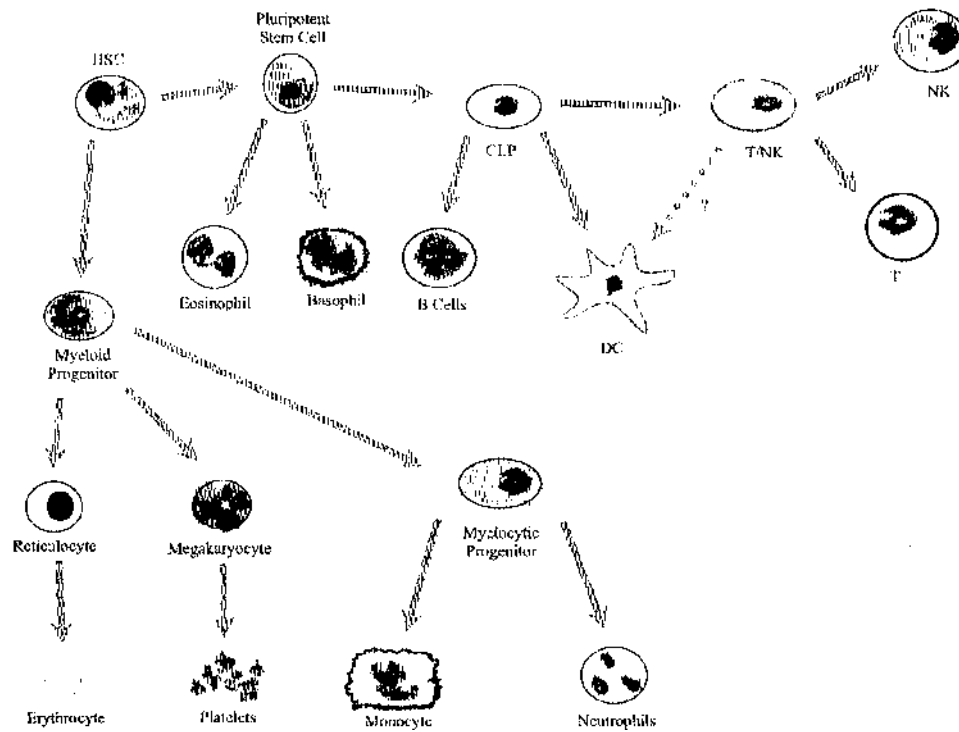 Pluripotent
Stem Cell
HSC
NK
CLP
T/NK
?
T
Eosinophil
Basophil
B Cells
DC
Myeloid
Progenitor
Reticulocyte
Megakaryocyte
Myelocytic
Progenitor
Erythrocyte
Platelets
Monocyte
Neutrophils